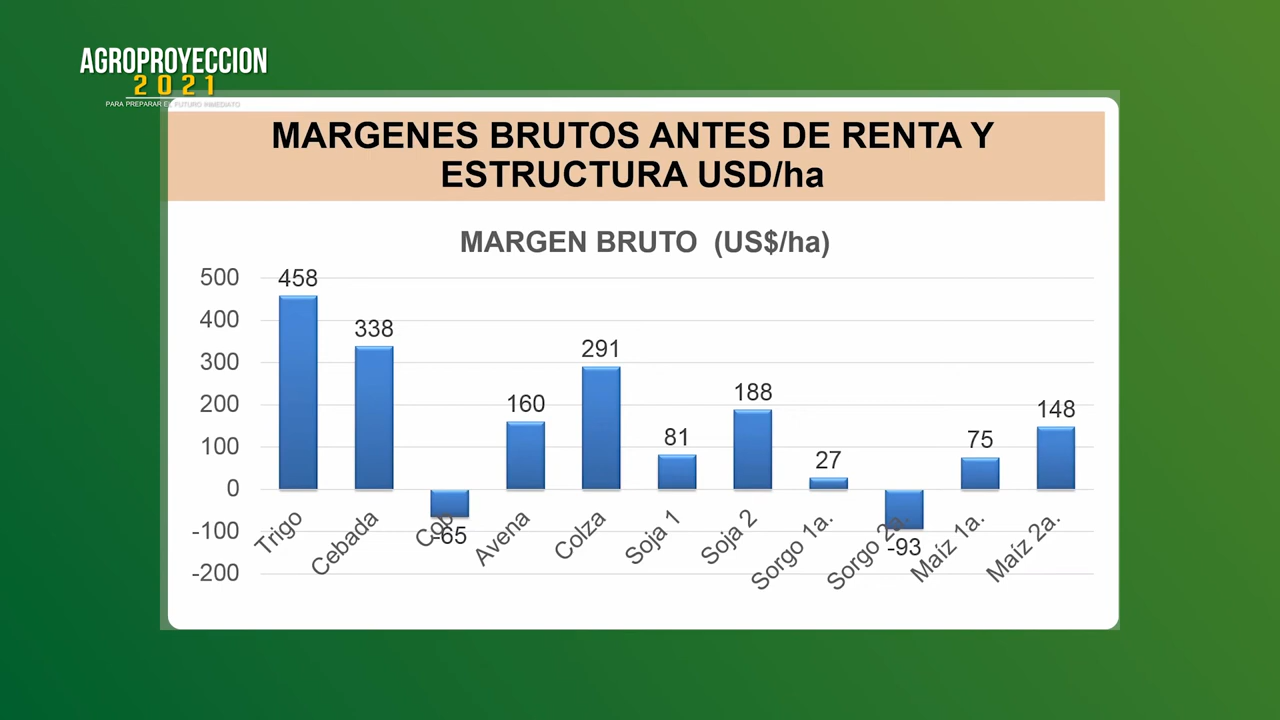 AGROPROYECCION
2021
PARA PREPARAR EL FUTURO INMEDIATO
MARGENES BRUTOS ANTES DE RENTA Y
ESTRUCTURA USD/ha
MARGEN BRUTO (US$/ha)
500
400
300
200
100
0
-100
-200
458
338
-65
160
291
81
188
27
-93
75
148
Trigo
Cebada
Avena
Colza
Soja 1
Soja 2
Sorgo 1a.
Sorgo 2a.
Maíz 1a.
Maíz 2a.